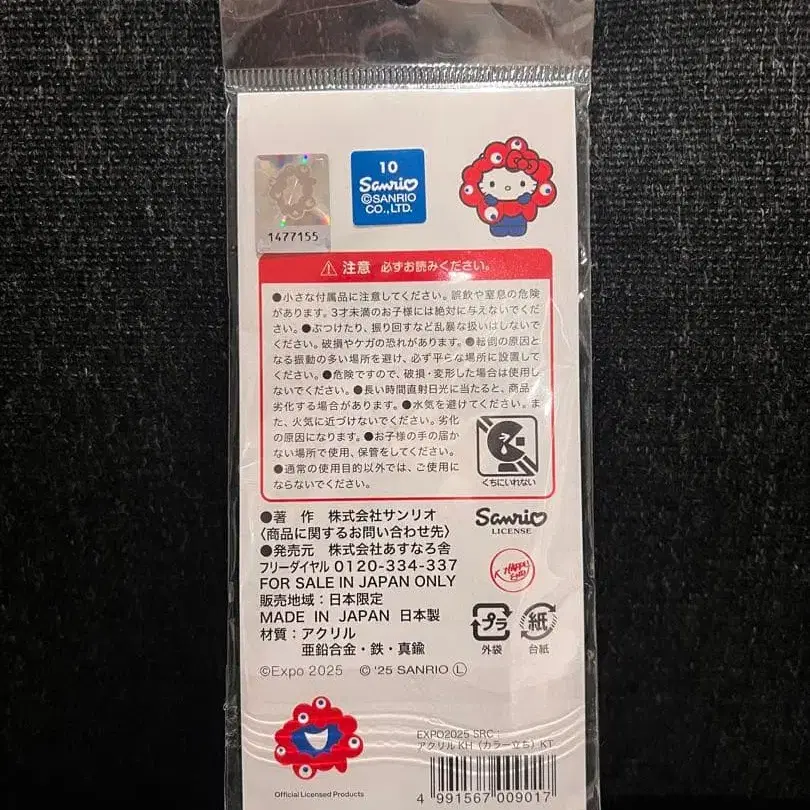 1477155
10
Sanrio
©SANRIO
CO., LTD.
注意 必ずお読みください。
●小さな付属品に注意してください。誤飲や窒息の危険
があります。3才未満のお子様には絶対に与えないでくだ
さい。●ぶつけたり、振り回すなど乱暴な扱いはしないで
ください。破損やケガの恐れがあります。●転倒の原因と
なる振動の多い場所を避け、必ず平らな場所に設置して
ください。●危険ですので、破損・変形した場合は使用し
ないでください。●長い時間直射日光に当たると、商品
劣化する場合があります。●水気を避けてください。ま
た、火気に近づけないでください。劣化
の原因になります。●お子様の手の届か
ない場所で使用、保管をしてください。
●通常の使用目的以外では、ご使用に
ならないでください。
くちにいれない
●著 作 株式会社サンリオ
〈商品に関するお問い合わせ先〉
●発売元 株式会社あすなろ舎
フリーダイヤル 0120-334-337
FOR SALE IN JAPAN ONLY
販売地域：日本限定
MADE IN JAPAN 日本製
材質：アクリル
亜鉛合金・鉄・真鍮
Sanrio
LICENSE
プラ
外袋
紙
台紙
©Expo 2025 © '25 SANRIO Ⓛ
EXPO2025 SRC：
アクリルKH（カラー立ち）KT
Official Licensed Products
4 991567 009017